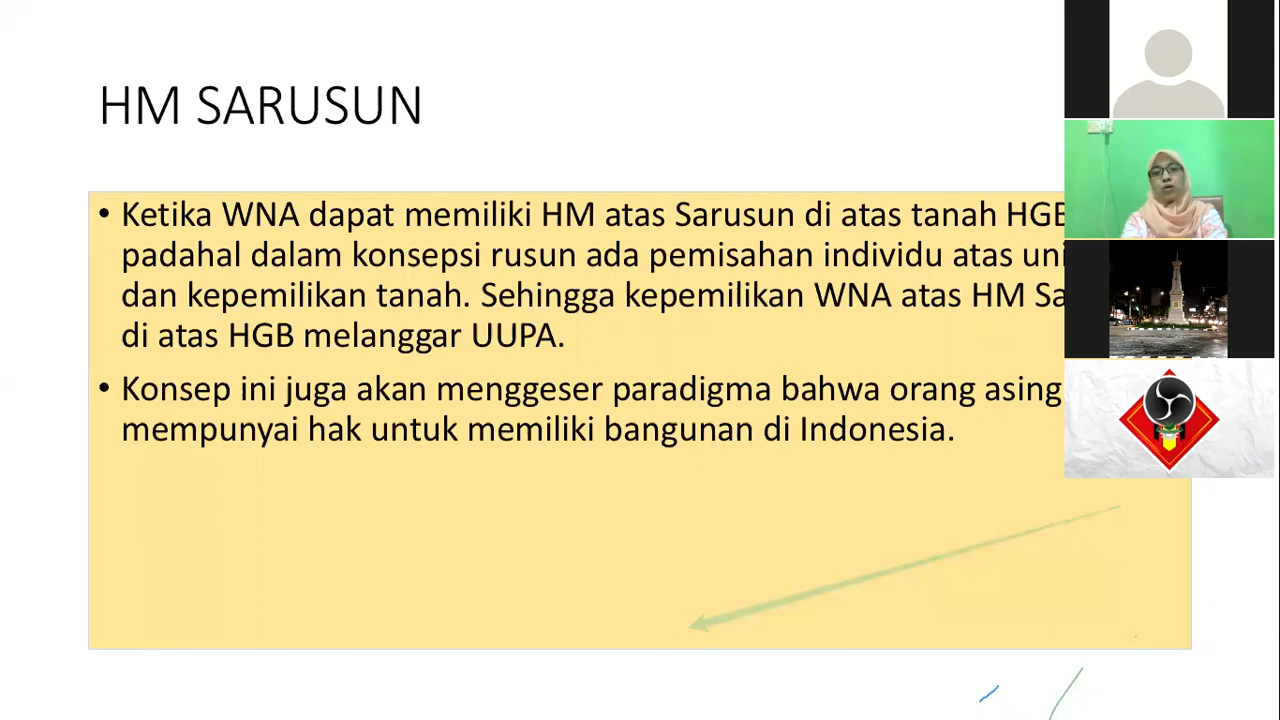 HM SARUSUN
• Ketika WNA dapat memiliki HM atas Sarusun di atas tanah HGB
padahal dalam konsepsi rusun ada pemisahan individu atas
dan kepemilikan tanah. Sehingga kepemilikan WNA atas HM
di atas HGB melanggar UUPA.
• Konsep ini juga akan menggeser paradigma bahwa orang asing
mempunyai hak untuk memiliki bangunan di Indonesia.